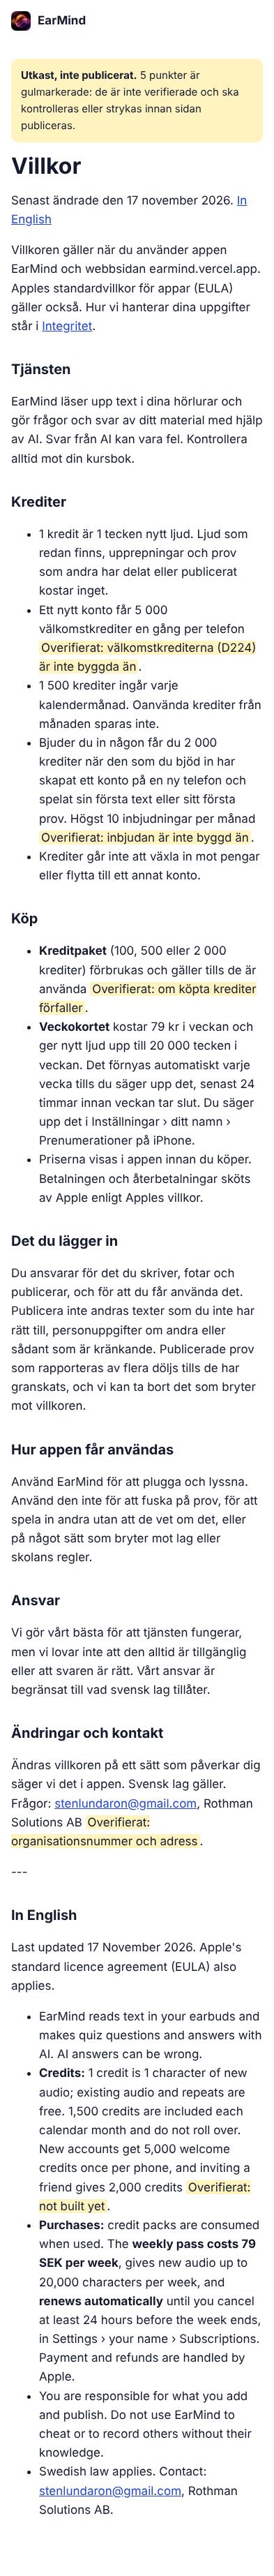 EarMind
Utkast, inte publicerat. 5 punkter är
gulmarkerade: de är inte verifierade och ska
kontrolleras eller strykas innan sidan
publiceras.
Villkor
Senast ändrade den 17 november 2026. In
English
Villkoren gäller när du använder appen
EarMind och webbsidan earmind.vercel.app.
Apples standardvillkor för appar (EULA)
gäller också. Hur vi hanterar dina uppgifter
står i Integritet.
Tjänsten
EarMind läser upp text i dina hörlurar och
gör frågor och svar av ditt material med hjälp
av AI. Svar från AI kan vara fel. Kontrollera
alltid mot din kursbok.
Krediter
• 1 kredit är 1 tecken nytt ljud. Ljud som
redan finns, upprepningar och prov
som andra har delat eller publicerat
kostar inget.
• Ett nytt konto får 5 000
välkomstkrediter en gång per telefon
Overifierat: välkomstkrediterna (D224)
är inte byggda än.
• 1 500 krediter ingår varje
kalendermånad. Oanvända krediter från
månaden sparas inte.
• Bjuder du in någon får du 2 000
krediter när den som du bjöd in har
skapat ett konto på en ny telefon och
spelat sin första text eller sitt första
prov. Högst 10 inbjudningar per månad
Overifierat: inbjudan är inte byggd än.
• Krediter går inte att växla in mot pengar
eller flytta till ett annat konto.
Köp
• Kreditpaket (100, 500 eller 2 000
krediter) förbrukas och gäller tills de är
använda Overifierat: om köpta krediter
förfaller.
• Veckokortet kostar 79 kr i veckan och
ger nytt ljud upp till 20 000 tecken i
veckan. Det förnyas automatiskt varje
vecka tills du säger upp det, senast 24
timmar innan veckan tar slut. Du säger
upp det i Inställningar › ditt namn ›
Prenumerationer på iPhone.
• Priserna visas i appen innan du köper.
Betalningen och återbetalningar sköts
av Apple enligt Apples villkor.
Det du lägger in
Du ansvarar för det du skriver, fotar och
publicerar, och för att du får använda det.
Publicera inte andras texter som du inte har
rätt till, personuppgifter om andra eller
sådant som är kränkande. Publicerade prov
som rapporteras av flera döljs tills de har
granskats, och vi kan ta bort det som bryter
mot villkoren.
Hur appen får användas
Använd EarMind för att plugga och lyssna.
Använd den inte för att fuska på prov, för att
spela in andra utan att de vet om det, eller
på något sätt som bryter mot lag eller
skolans regler.
Ansvar
Vi gör vårt bästa för att tjänsten fungerar,
men vi lovar inte att den alltid är tillgänglig
eller att svaren är rätt. Vårt ansvar är
begränsat till vad svensk lag tillåter.
Ändringar och kontakt
Ändras villkoren på ett sätt som påverkar dig
säger vi det i appen. Svensk lag gäller.
Frågor: stenlundaron@gmail.com, Rothman
Solutions AB Overifierat:
organisationsnummer och adress.
---
In English
Last updated 17 November 2026. Apple's
standard licence agreement (EULA) also
applies.
• EarMind reads text in your earbuds and
makes quiz questions and answers with
AI. AI answers can be wrong.
• Credits: 1 credit is 1 character of new
audio; existing audio and repeats are
free. 1,500 credits are included each
calendar month and do not roll over.
New accounts get 5,000 welcome
credits once per phone, and inviting a
friend gives 2,000 credits Overifierat:
not built yet.
• Purchases: credit packs are consumed
when used. The weekly pass costs 79
SEK per week, gives new audio up to
20,000 characters per week, and
renews automatically until you cancel
at least 24 hours before the week ends,
in Settings › your name › Subscriptions.
Payment and refunds are handled by
Apple.
• You are responsible for what you add
and publish. Do not use EarMind to
cheat or to record others without their
knowledge.
• Swedish law applies. Contact:
stenlundaron@gmail.com, Rothman
Solutions AB.